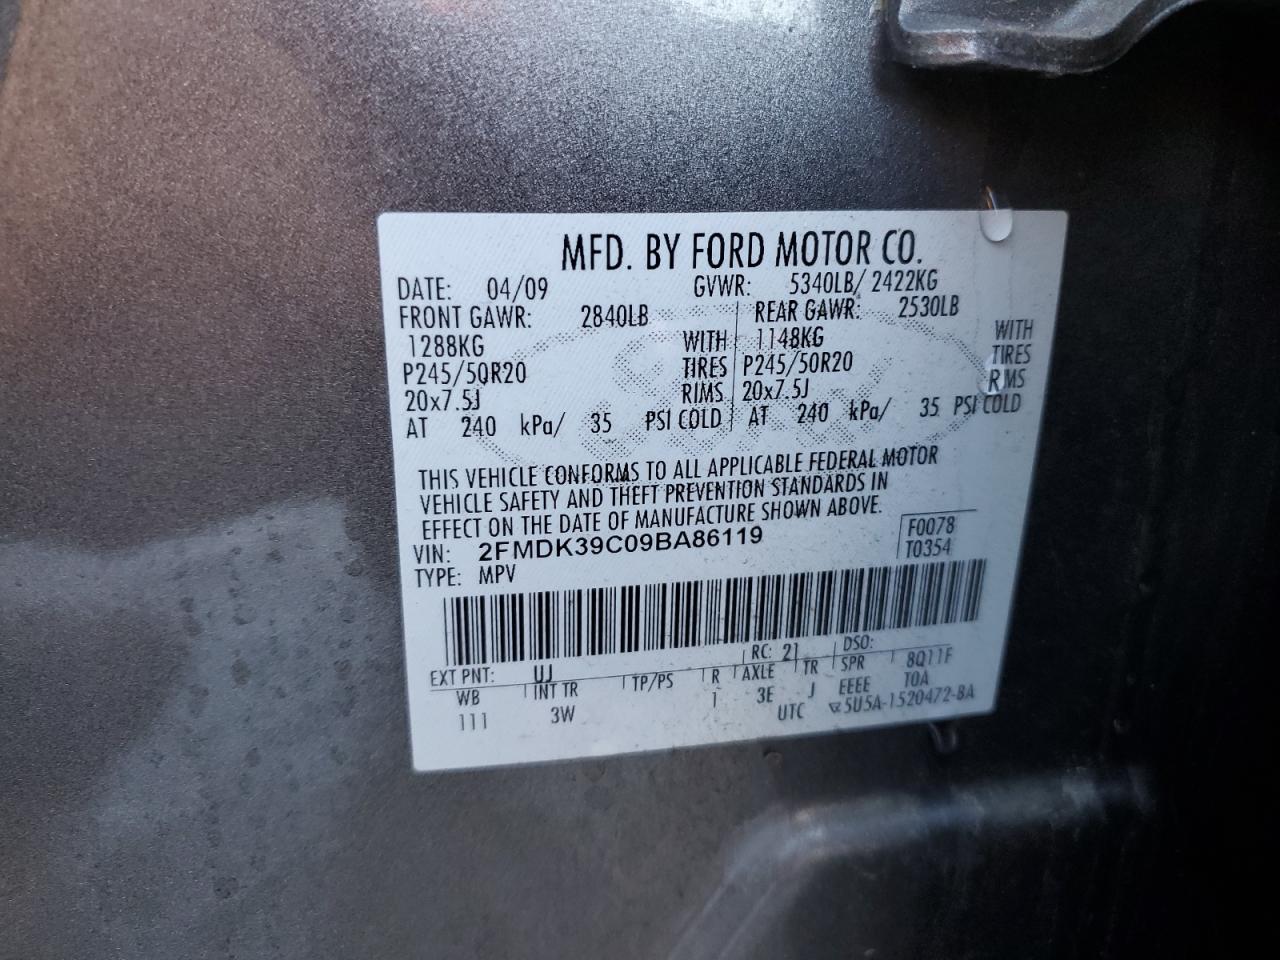 MFD. BY FORD MOTOR CO.
DATE: 04/09 GVWR: 5340LB/ 2422KG
FRONT GAWR: 2840LB REAR GAWR: 2530LB
1288KG WITH 1148KG WITH
P245/50R20 TIRES P245/50R20 TIRES
20x7.5J RIMS 20x7.5J RIMS
AT 240 kPa/ 35 PSI COLD AT 240 kPa/ 35 PSI COLD
THIS VEHICLE CONFORMS TO ALL APPLICABLE FEDERAL MOTOR
VEHICLE SAFETY AND THEFT PREVENTION STANDARDS IN
EFFECT ON THE DATE OF MANUFACTURE SHOWN ABOVE.
VIN: 2FMDK39C09BA86119 F0078
TYPE: MPV T0354
EXT PNT: UJ RC: 21 DSO:
WB INT TR TP/PS R AXLE TR SPR 8Q11F
111 3W 1 3E J EEEE T0A
UTC 5U5A-1520472-BA